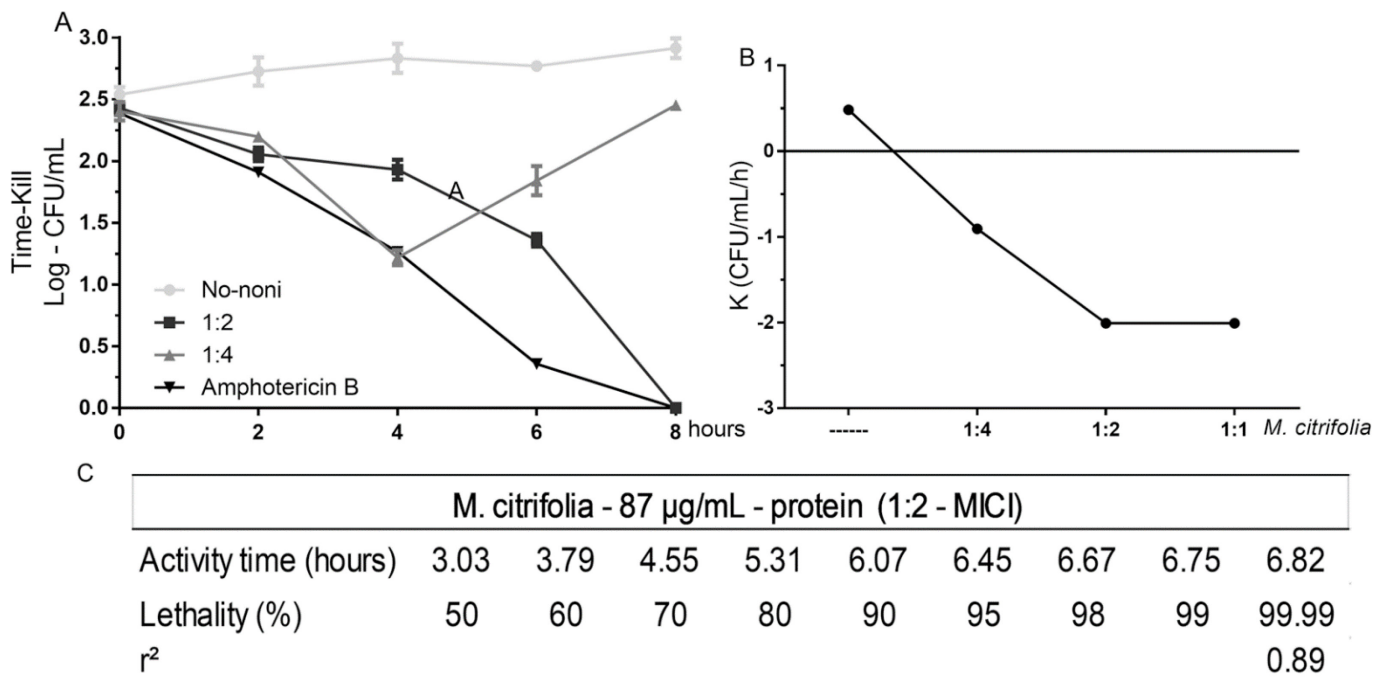 A
Time-Kill
Log - CFU/mL
3.0
2.5
2.0
1.5
1.0
0.5
0.0
0 2 4 6 8 hours
A
No-noni
1:2
1:4
Amphotericin B
B
K (CFU/mL/h)
1
0
-1
-2
-3
------ 1:4 1:2 1:1 M. citrifolia
C
M. citrifolia - 87 µg/mL - protein (1:2 - MICI)
Activity time (hours) 3.03 3.79 4.55 5.31 6.07 6.45 6.67 6.75 6.82
Lethality (%) 50 60 70 80 90 95 98 99 99.99
r² 0.89